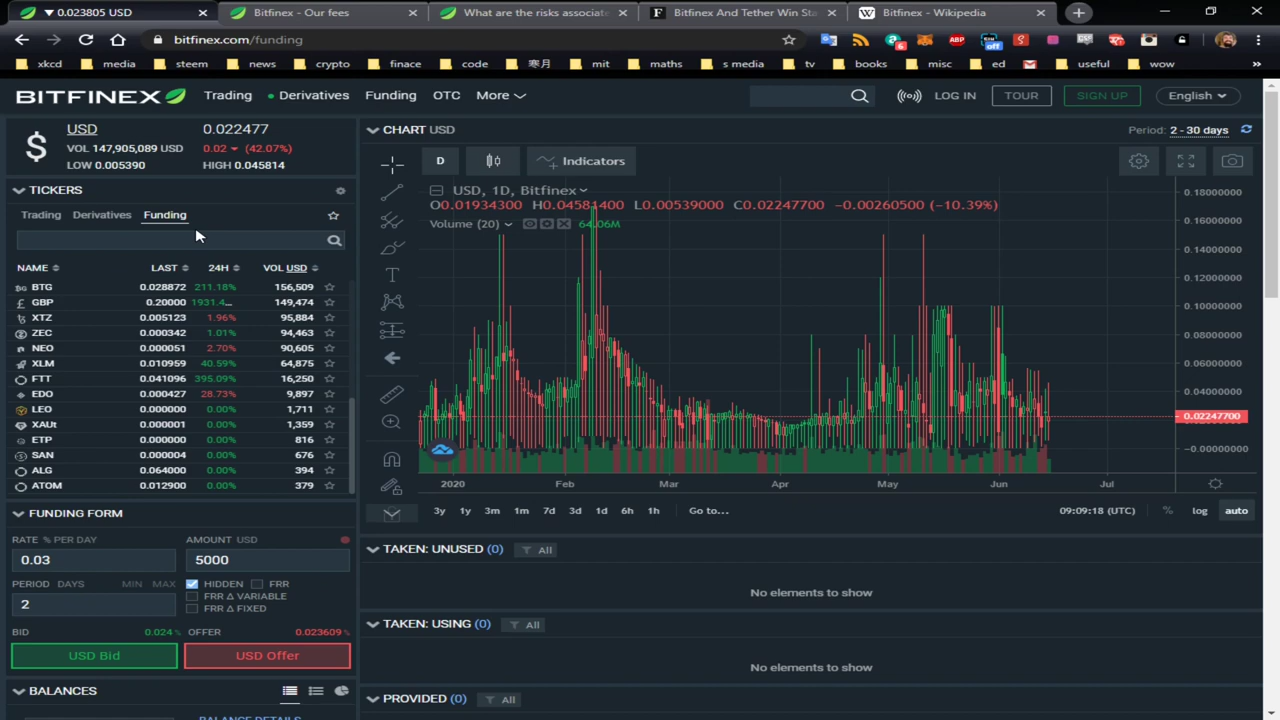 ▼ 0.023805 USD
Bitfinex - Our fees
What are the risks associate
Bitfinex And Tether Win Sta
Bitfinex - Wikipedia
bitfinex.com/funding
6
ABP
off
xkcd
media
steem
news
crypto
finace
code
寒月
mit
maths
s media
tv
books
misc
ed
useful
wow
»
BITFINEX
Trading
Derivatives
Funding
OTC
More
LOG IN
TOUR
SIGN UP
English
$
USD
0.022477
VOL 147,905,089 USD
0.02 (42.07%)
LOW 0.005390
HIGH 0.045814
TICKERS
Trading
Derivatives
Funding
NAME LAST 24H VOL USD
BTG 0.028872 211.18% 156,509
GBP 0.20000 1931.4... 149,474
XTZ 0.005123 1.96% 95,884
ZEC 0.000342 1.01% 94,463
NEO 0.000051 2.70% 90,605
XLM 0.010959 40.59% 64,875
FTT 0.041096 395.09% 16,250
EDO 0.000427 28.73% 9,897
LEO 0.000000 0.00% 1,711
XAUt 0.000001 0.00% 1,359
ETP 0.000000 0.00% 816
SAN 0.000004 0.00% 676
ALG 0.064000 0.00% 394
ATOM 0.012900 0.00% 379
FUNDING FORM
RATE % PER DAY
AMOUNT USD
0.03
5000
PERIOD DAYS MIN MAX
HIDDEN
FRR
2
FRR Δ VARIABLE
FRR Δ FIXED
BID 0.024%
OFFER 0.023609%
USD Bid
USD Offer
BALANCES
BALANCE DETAILS
CHART USD
Period: 2 - 30 days
D
Indicators
USD, 1D, Bitfinex
O0.01934300 H0.04581400 L0.00539000 C0.02247700 −0.00260500 (−10.39%)
Volume (20)
64.06M
T
0.18000000
0.16000000
0.14000000
0.12000000
0.10000000
0.08000000
0.06000000
0.04000000
0.02247700
−0.00000000
2020
Feb
Mar
Apr
May
Jun
Jul
3y
1y
3m
1m
7d
3d
1d
6h
1h
Go to...
09:09:18 (UTC)
%
log
auto
TAKEN: UNUSED (0)
All
No elements to show
TAKEN: USING (0)
All
No elements to show
PROVIDED (0)
All